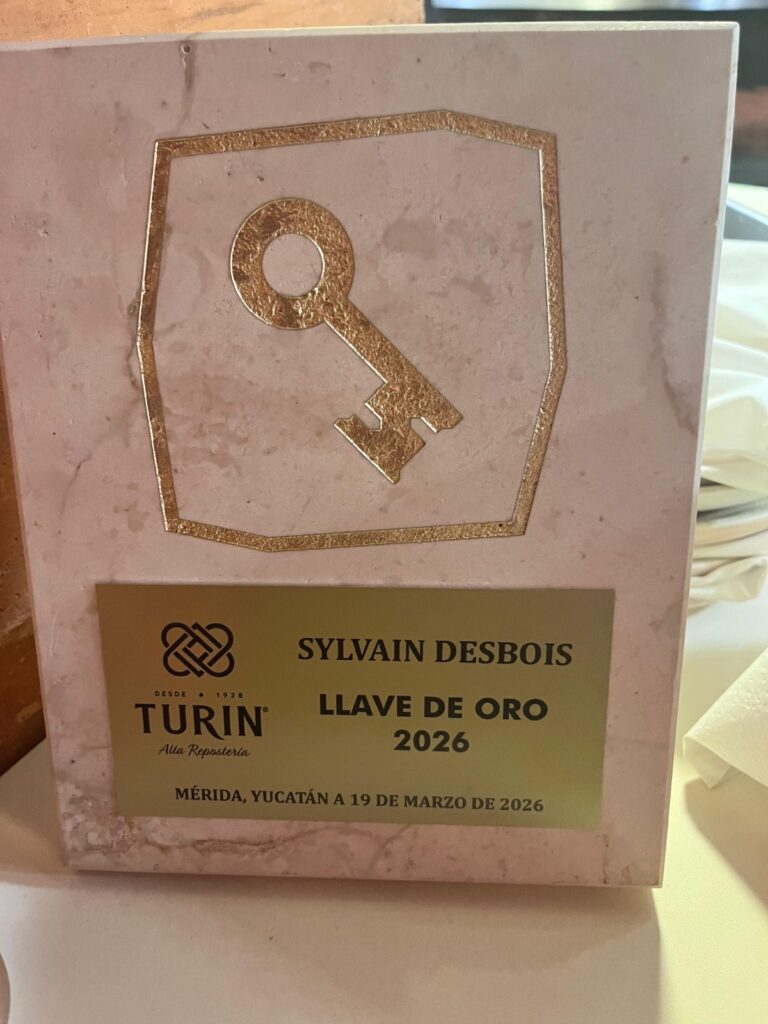 DESDE ♦ 1928
TURIN®
Alta Repostería
SYLVAIN DESBOIS
LLAVE DE ORO
2026
MÉRIDA, YUCATÁN A 19 DE MARZO DE 2026